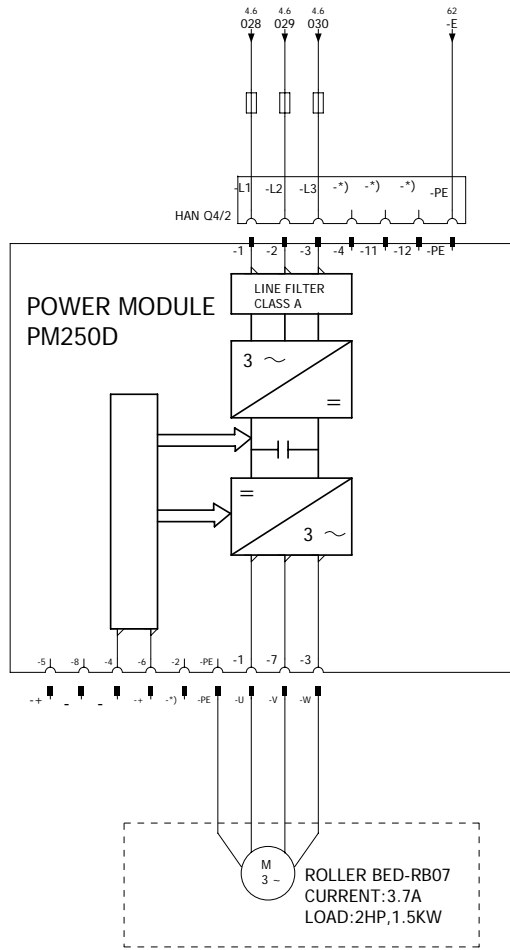 4.6 4.6 4.6 62
028 029 030 -E
-L1 -L2 -L3 -*) -*) -*) -PE
HAN Q4/2
-1 -2 -3 -4 -11 -12 -PE
LINE FILTER
CLASS A
POWER MODULE
PM250D
3 ~
=
=
3 ~
-5 -8 -4 -6 -2 -PE -1 -7 -3
-+ - - -+ -*) -PE -U -V -W
M
3 ~
ROLLER BED-RB07
CURRENT:3.7A
LOAD:2HP,1.5KW